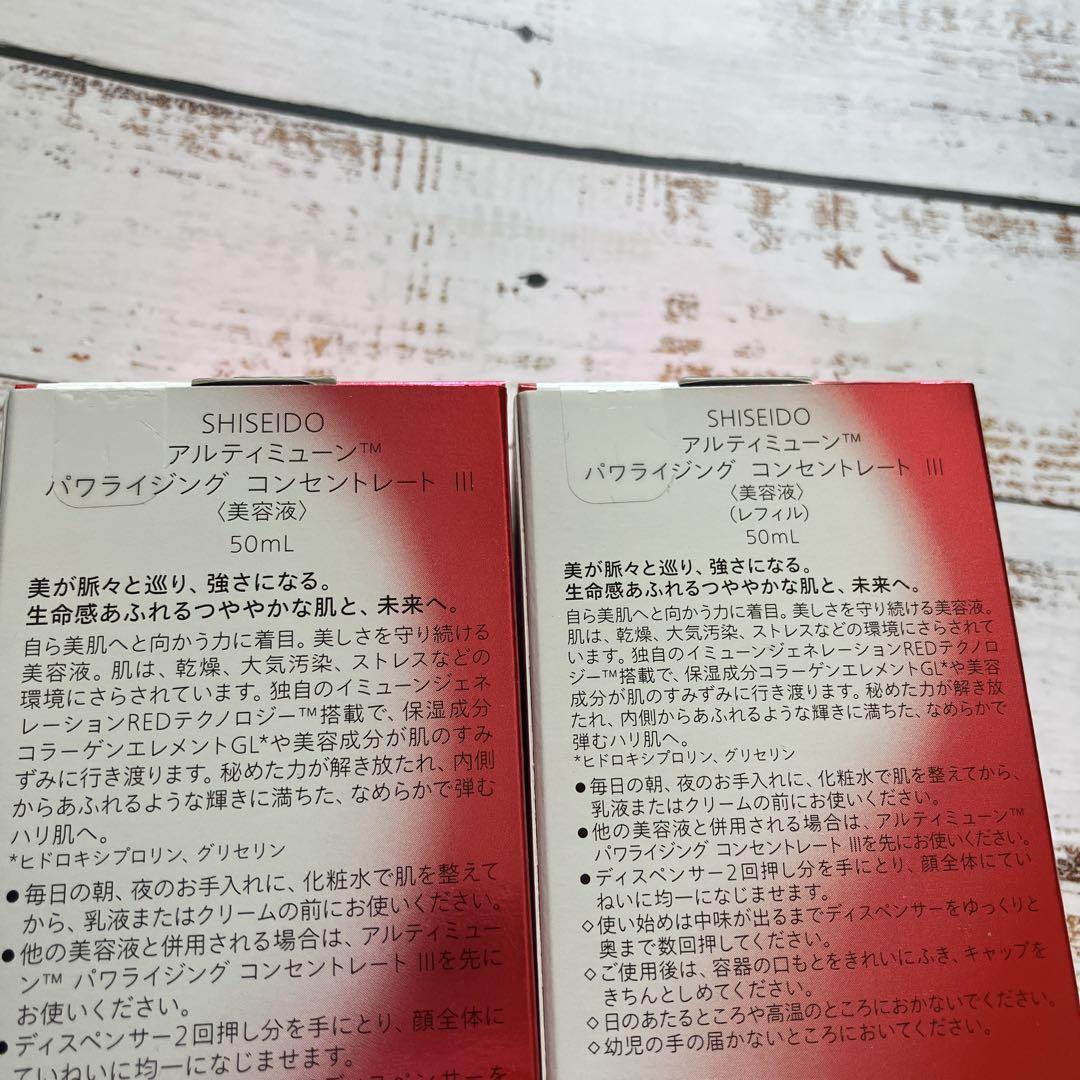 SHISEIDO
アルティミューン™
パワライジング コンセントレート III
〈美容液〉
50mL
美が脈々と巡り、強さになる。
生命感あふれるつややかな肌と、未来へ。
自ら美肌へと向かう力に着目。美しさを守り続ける
美容液。肌は、乾燥、大気汚染、ストレスなどの
環境にさらされています。独自のイミューンジェネ
レーションREDテクノロジー™搭載で、保湿成分
コラーゲンエレメントGL*や美容成分が肌のすみ
ずみに行き渡ります。秘めた力が解き放たれ、内側
からあふれるような輝きに満ちた、なめらかで弾む
ハリ肌へ。
*ヒドロキシプロリン、グリセリン
●毎日の朝、夜のお手入れに、化粧水で肌を整えて
から、乳液またはクリームの前にお使いください。
●他の美容液と併用される場合は、アルティミュー
ン™ パワライジング コンセントレート IIIを先に
お使いください。
●ディスペンサー2回押し分を手にとり、顔全体に
ていねいに均一になじませます。
ディスペンサーを
SHISEIDO
アルティミューン™
パワライジング コンセントレート III
〈美容液〉
(レフィル)
50mL
美が脈々と巡り、強さになる。
生命感あふれるつややかな肌と、未来へ。
自ら美肌へと向かう力に着目。美しさを守り続ける美容液。
肌は、乾燥、大気汚染、ストレスなどの環境にさらされて
います。独自のイミューンジェネレーションREDテクノロ
ジー™搭載で、保湿成分コラーゲンエレメントGL*や美容
成分が肌のすみずみに行き渡ります。秘めた力が解き放
たれ、内側からあふれるような輝きに満ちた、なめらかで
弾むハリ肌へ。
*ヒドロキシプロリン、グリセリン
●毎日の朝、夜のお手入れに、化粧水で肌を整えてから、
乳液またはクリームの前にお使いください。
●他の美容液と併用される場合は、アルティミューン™
パワライジング コンセントレート IIIを先にお使いください。
●ディスペンサー2回押し分を手にとり、顔全体にてい
ねいに均一になじませます。
◇使い始めは中味が出るまでディスペンサーをゆっくりと
奥まで数回押してください。
◇ご使用後は、容器の口もとをきれいにふき、キャップを
きちんとしめてください。
◇日のあたるところや高温のところにおかないでください。
◇幼児の手の届かないところにおいてください。